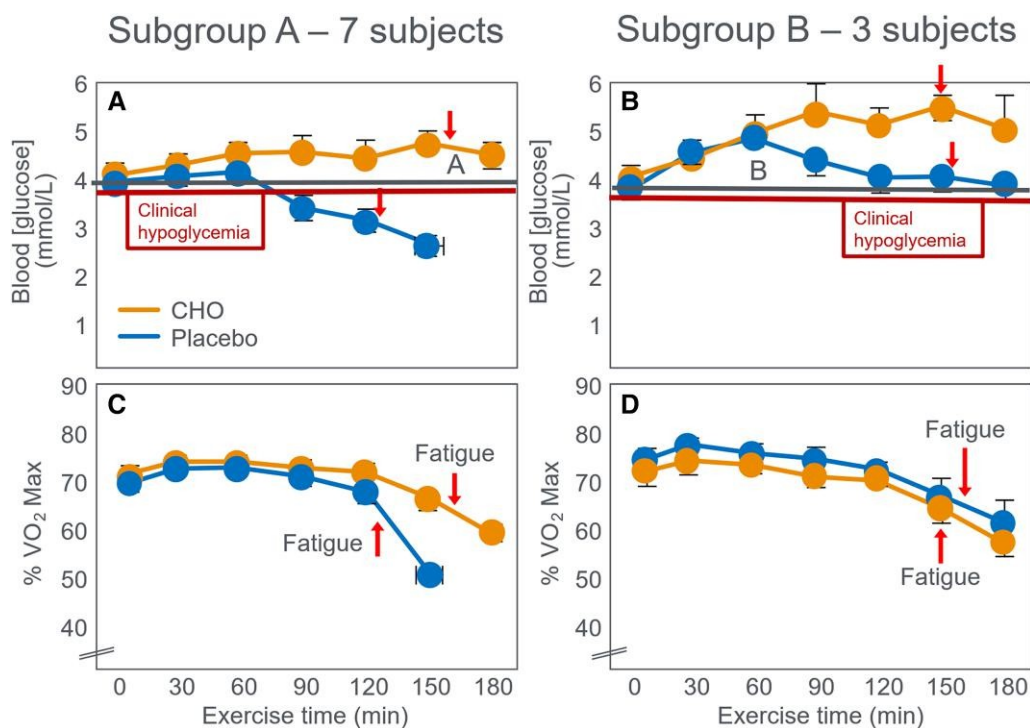 Subgroup A – 7 subjects
Subgroup B – 3 subjects
A
Blood [glucose]
(mmol/L)
6
5
4
3
2
1
A
Clinical
hypoglycemia
CHO
Placebo
B
Blood [glucose]
(mmol/L)
6
5
4
3
2
1
B
Clinical
hypoglycemia
C
% VO₂ Max
90
80
70
60
50
40
Fatigue
Fatigue
0 30 60 90 120 150 180
Exercise time (min)
D
% VO₂ Max
90
80
70
60
50
40
Fatigue
Fatigue
0 30 60 90 120 150 180
Exercise time (min)